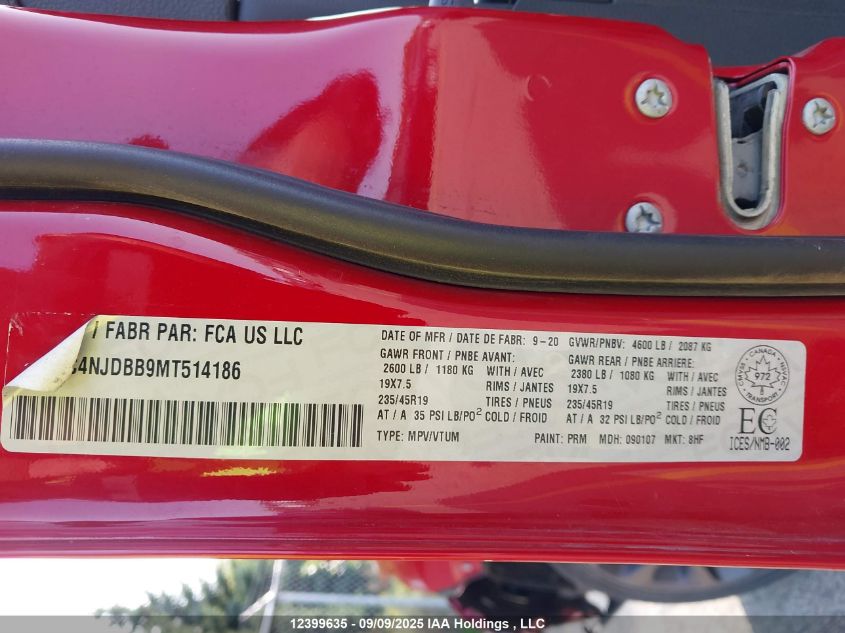 / FABR PAR: FCA US LLC
4NJDBB9MT514186
DATE OF MFR / DATE DE FABR: 9-20 GVWR/PNBV: 4600 LB / 2087 KG
GAWR FRONT / PNBE AVANT:
2600 LB / 1180 KG WITH / AVEC
19X7.5 RIMS / JANTES
235/45R19 TIRES / PNEUS
AT / A 35 PSI LB/PO² COLD / FROID
GAWR REAR / PNBE ARRIERE:
2380 LB / 1080 KG WITH / AVEC
19X7.5 RIMS / JANTES
235/45R19 TIRES / PNEUS
AT / A 32 PSI LB/PO² COLD / FROID
TYPE: MPV/VTUM PAINT: PRM MDH: 090107 MKT: 8HF
CANADA
CMVSS NSVAC
972
TRANSPORT
EC
ICES/NMB-002
12399635 - 09/09/2025 IAA Holdings , LLC